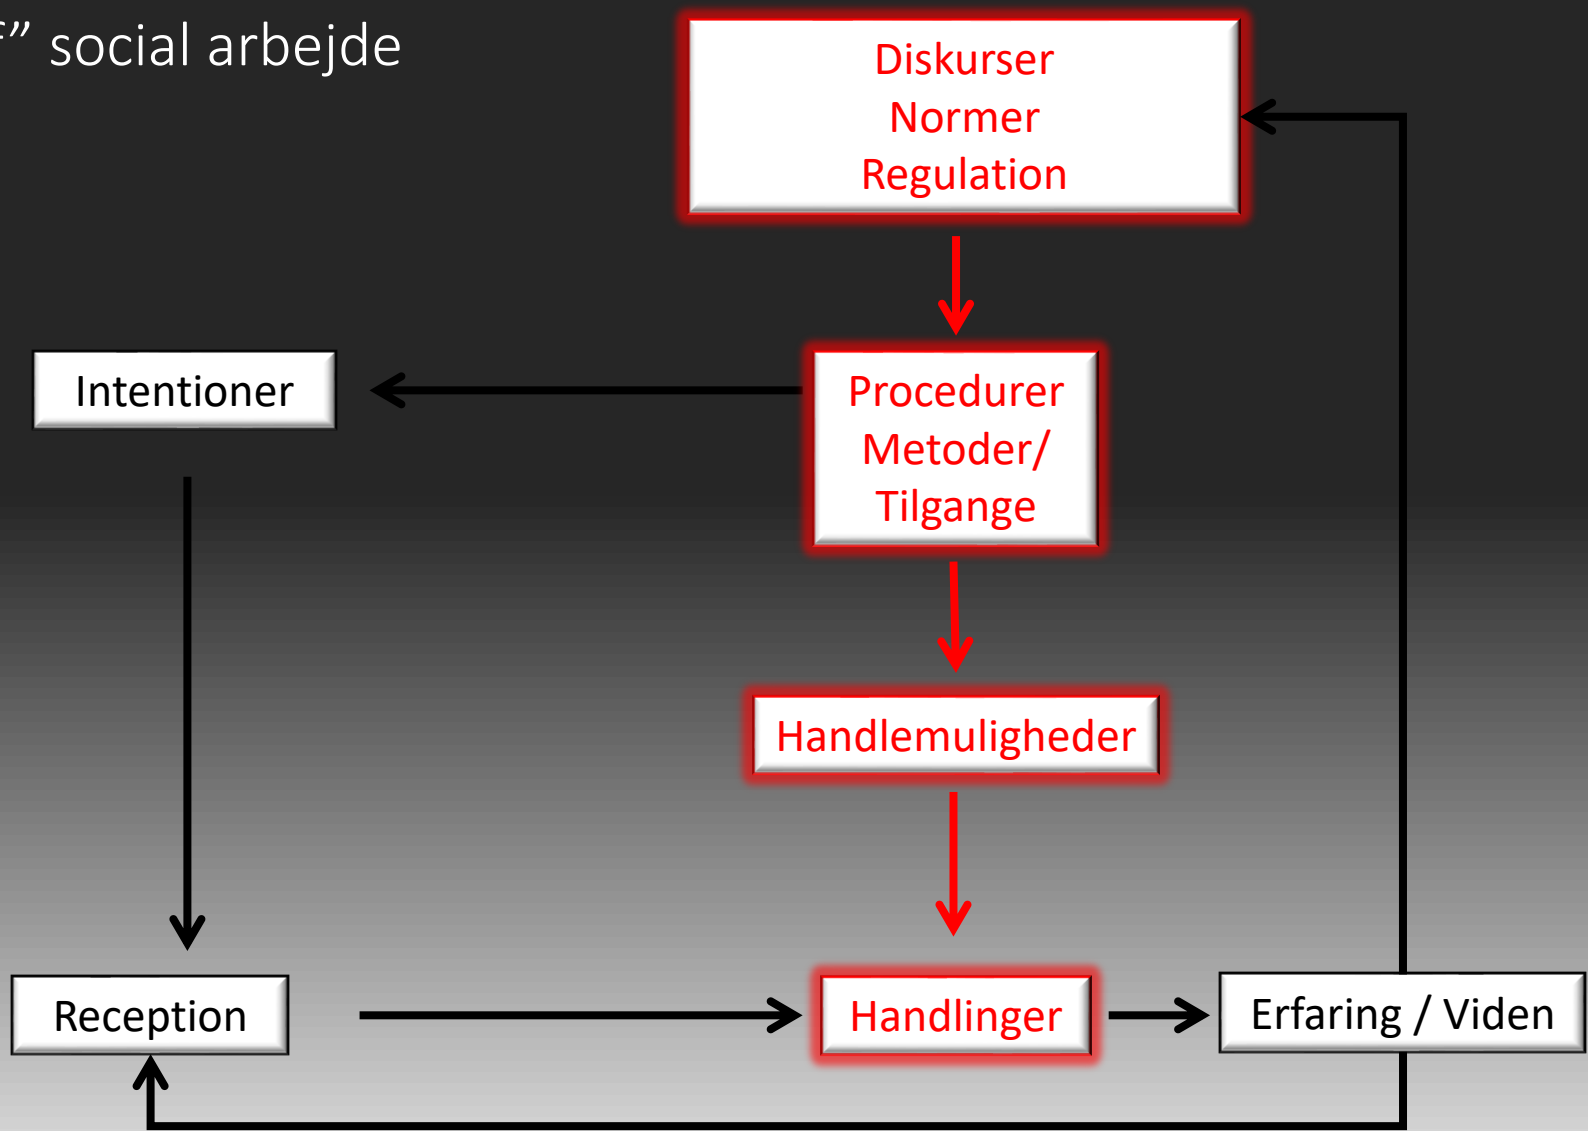 social arbejde
Diskurser
Normer
Regulation
Intentioner
Procedurer
Metoder/
Tilgange
Handlemuligheder
Reception
Handlinger
Erfaring / Viden